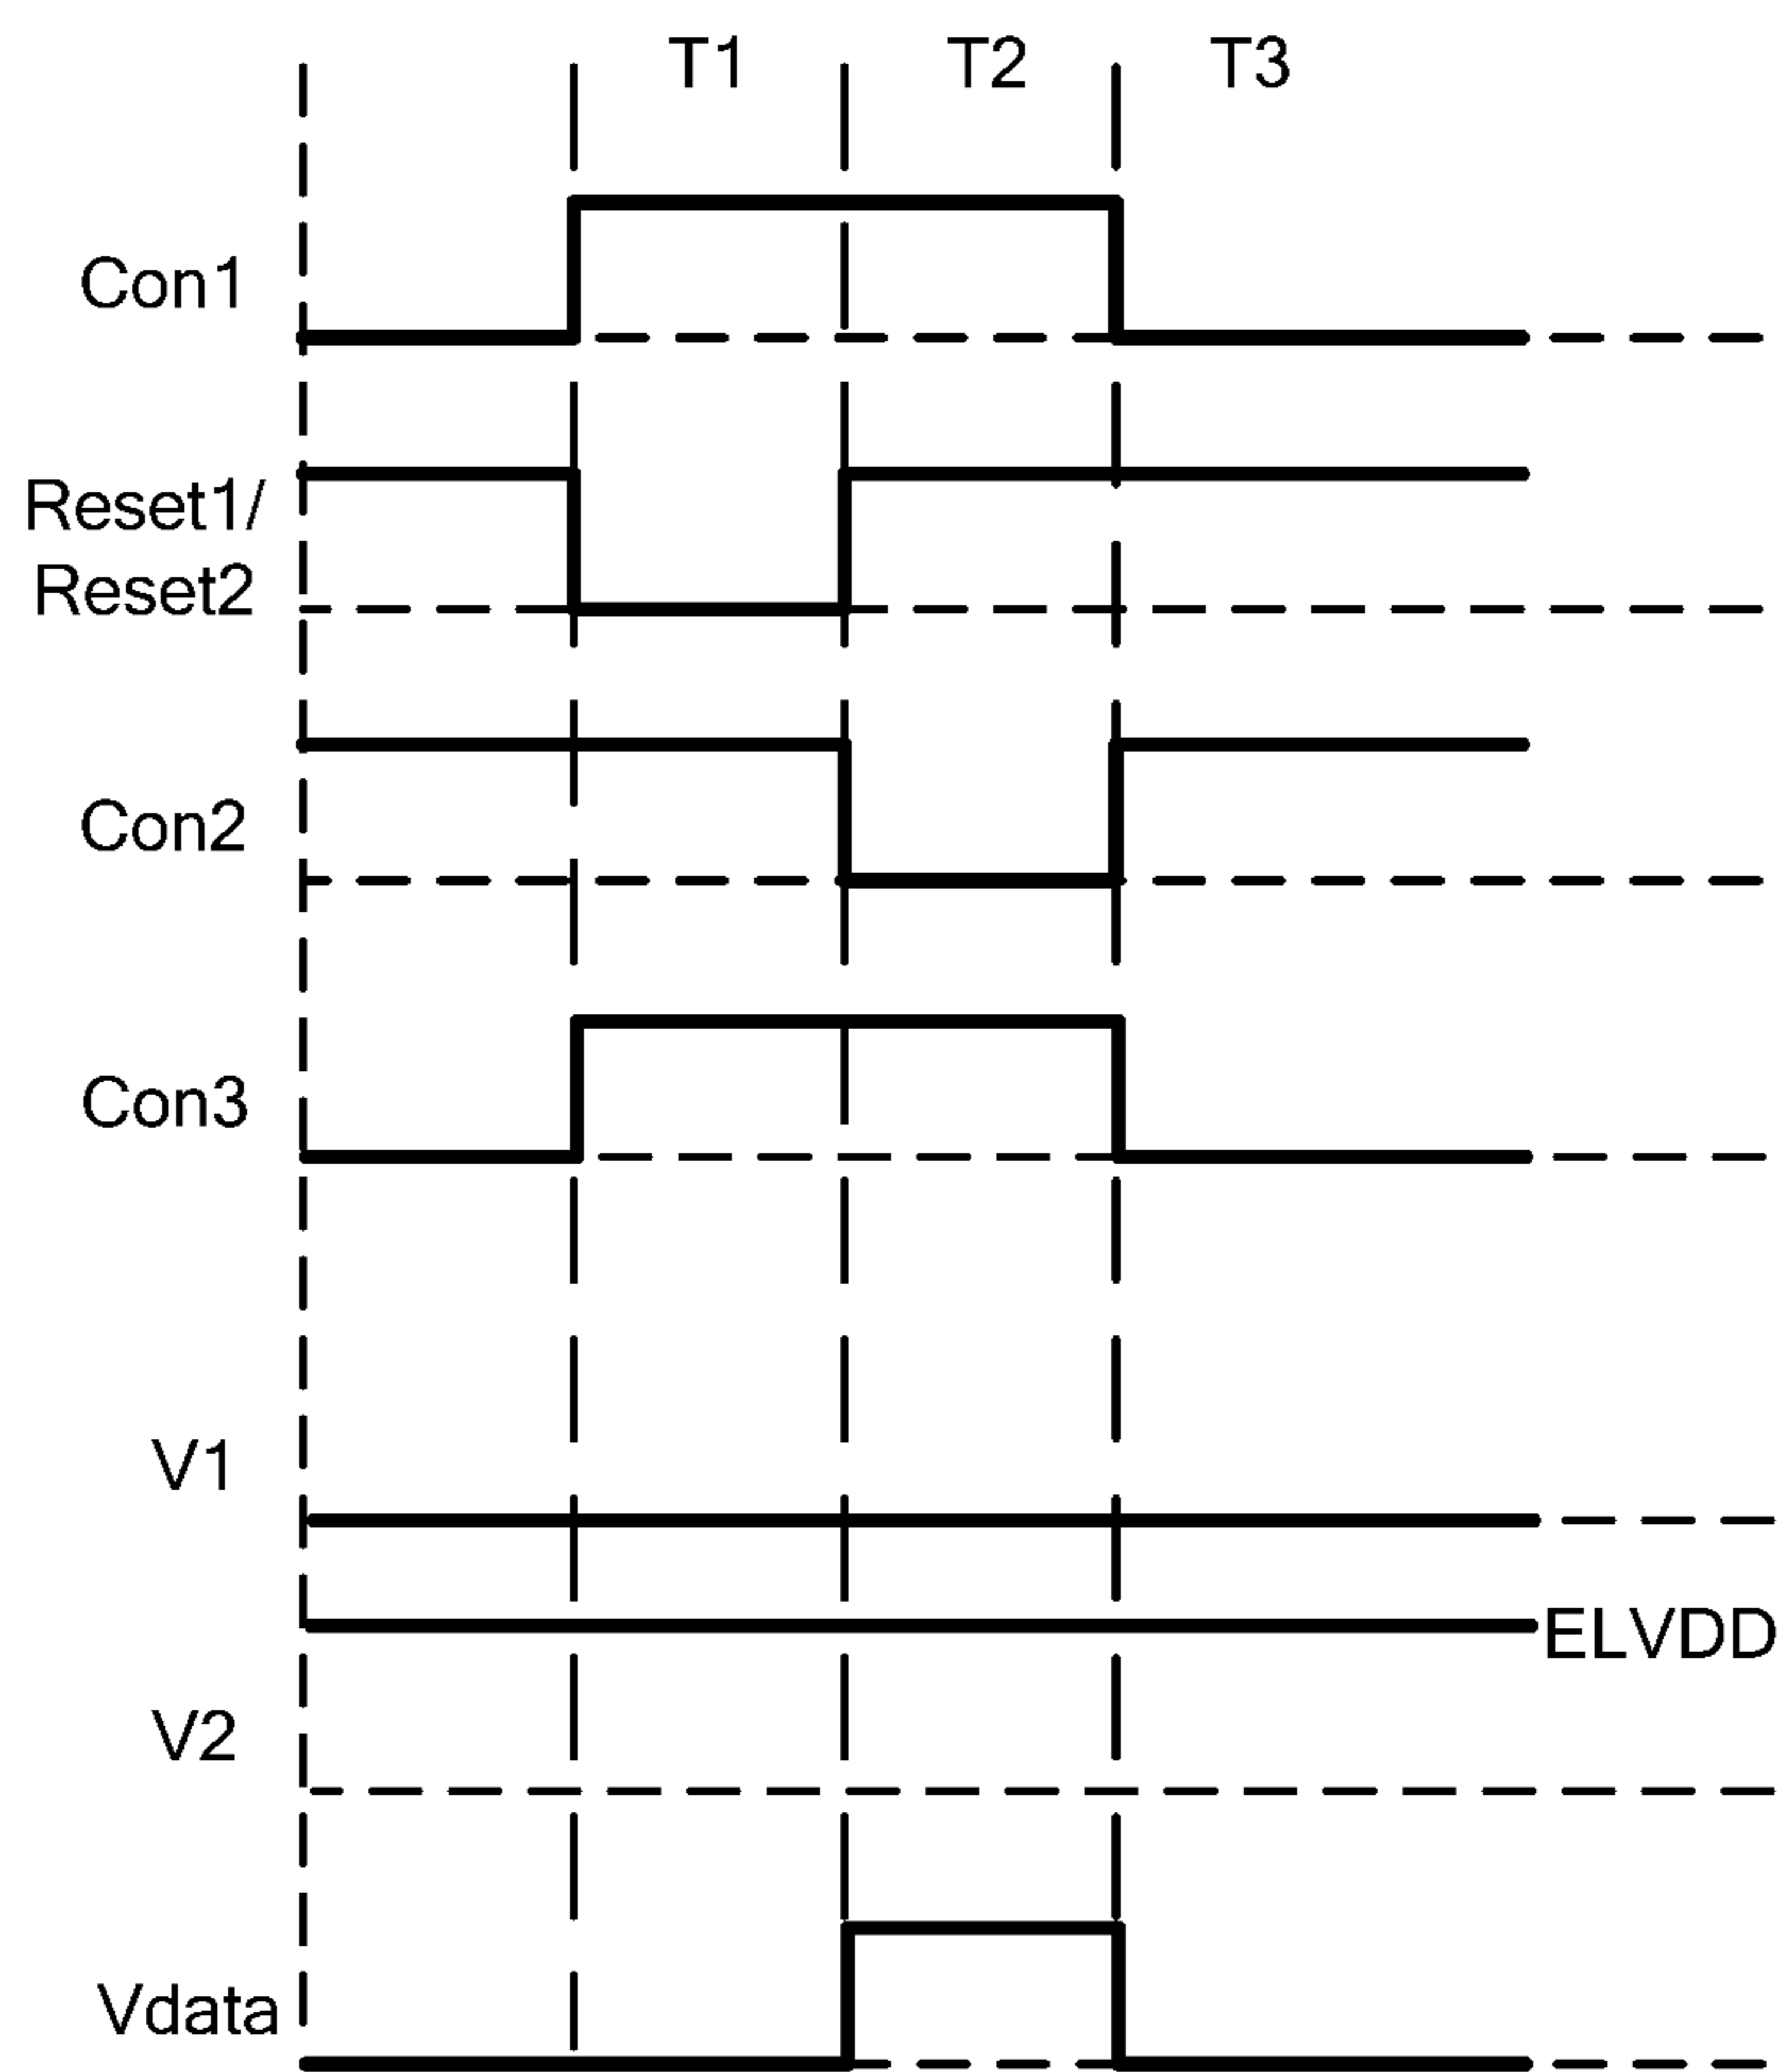 T1 T2 T3
Con1
Reset1/
Reset2
Con2
Con3
V1
ELVDD
V2
Vdata